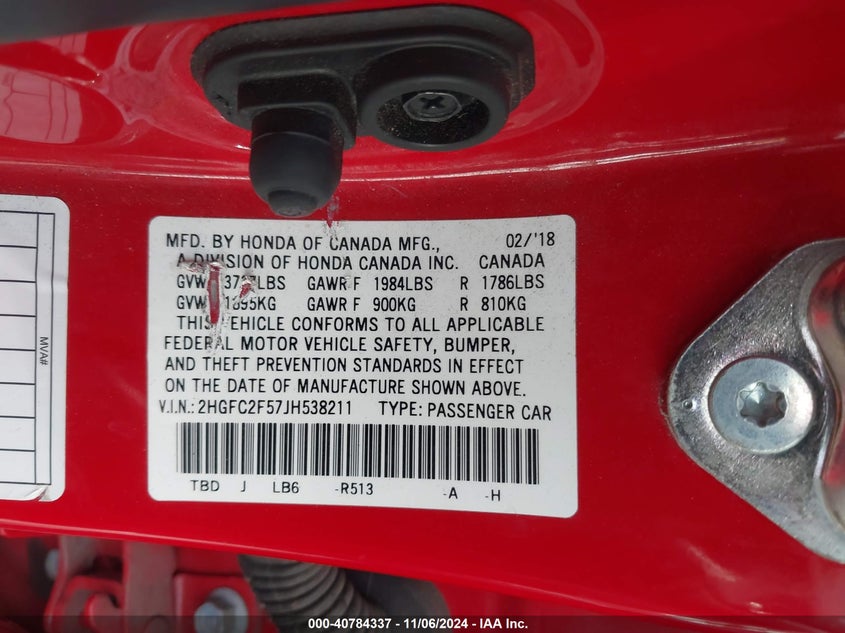 MFD. BY HONDA OF CANADA MFG., 02/'18
A DIVISION OF HONDA CANADA INC. CANADA
LBS GAWR F 1984LBS R 1786LBS
KG GAWR F 900KG R 810KG
THIS VEHICLE CONFORMS TO ALL APPLICABLE
FEDERAL MOTOR VEHICLE SAFETY, BUMPER,
AND THEFT PREVENTION STANDARDS IN EFFECT
ON THE DATE OF MANUFACTURE SHOWN ABOVE.
V.I.N.: 2HGFC2F57JH538211 TYPE: PASSENGER CAR
TBD J LB6 -R513 -A -H
MVA#
000-40784337 - 11/06/2024 - IAA Inc.